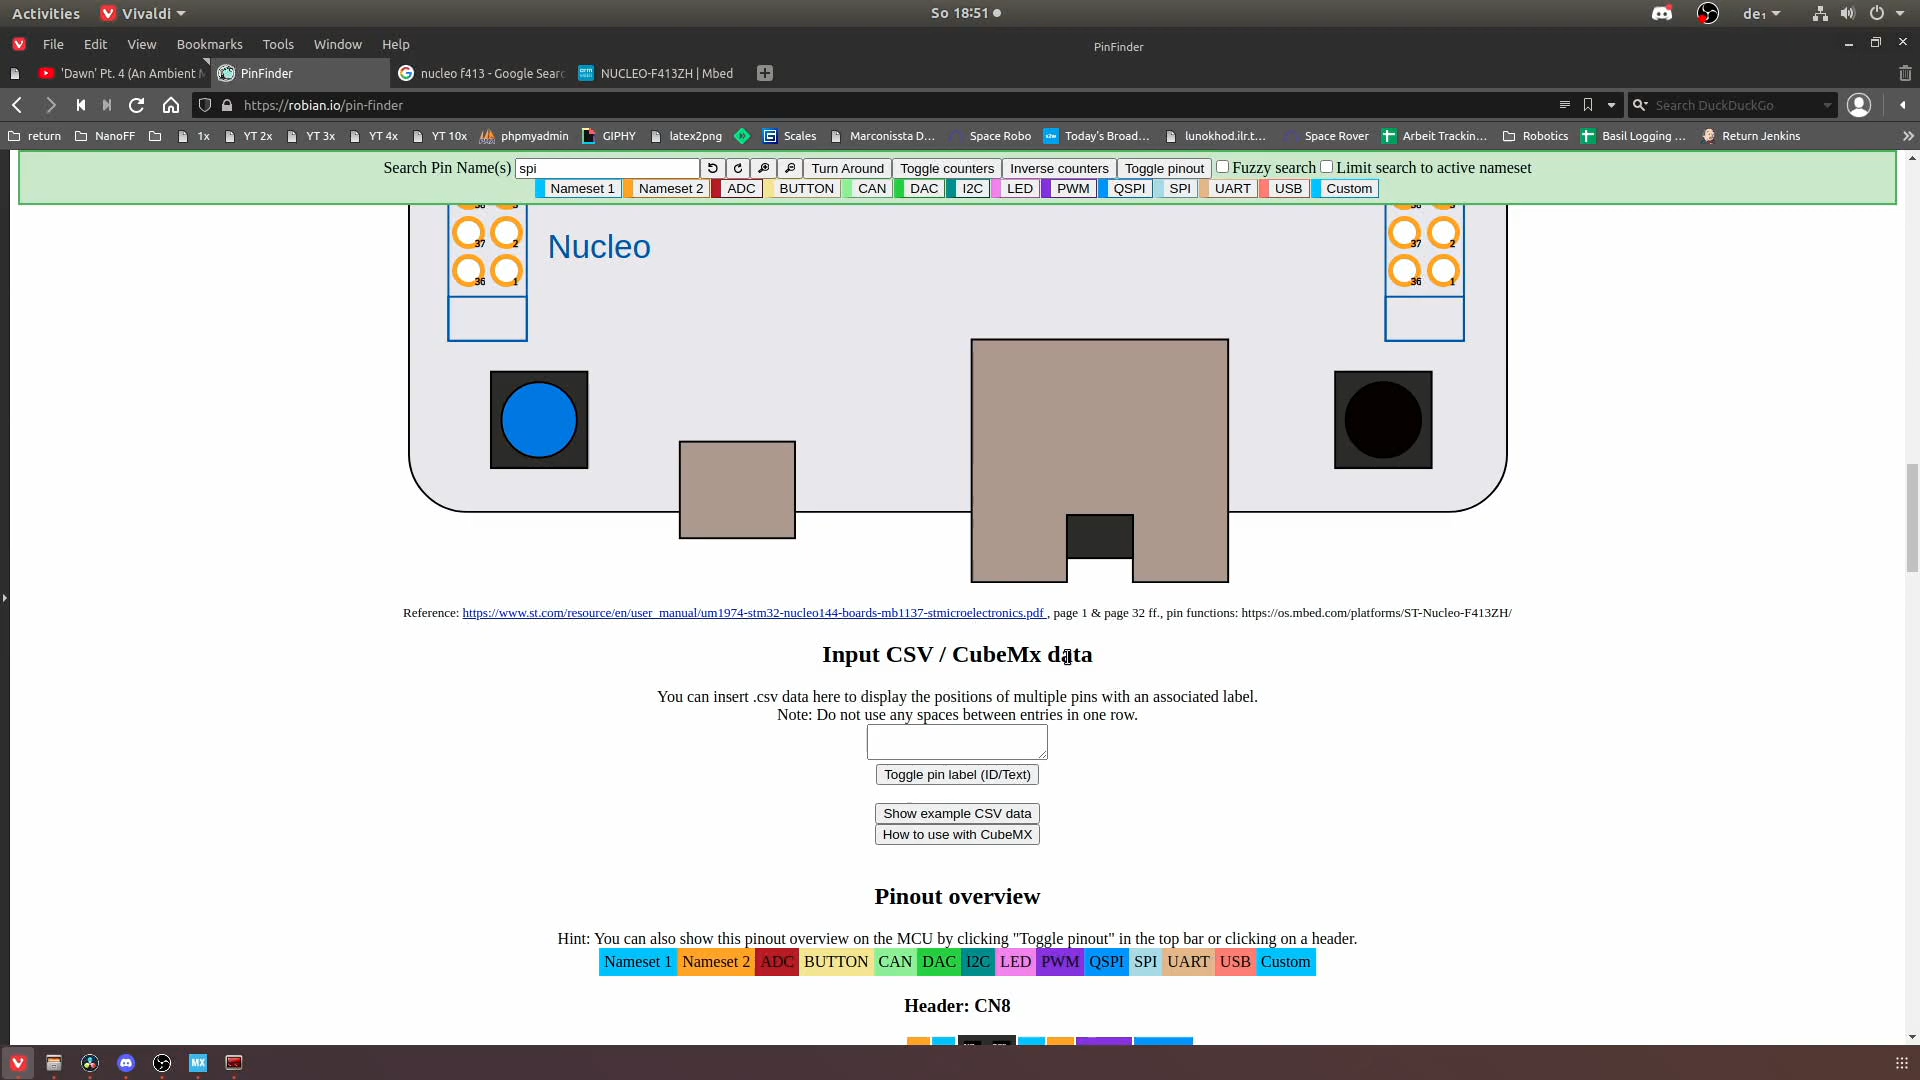 Activities Vivaldi So 18:51 de₁
File Edit View Bookmarks Tools Window Help
PinFinder
'Dawn' Pt. 4 (An Ambient PinFinder nucleo f413 - Google Sear NUCLEO-F413ZH | Mbed
https://robian.io/pin-finder Search DuckDuckGo
return NanoFF 1x YT 2x YT 3x YT 4x YT 10x phpmyadmin GIPHY latex2png Scales Marconissta D... Space Robo Today's Broad... lunokhod.ilr.t... Space Rover Arbeit Trackin... Robotics Basil Logging ... Return Jenkins
Search Pin Name(s) spi Turn Around Toggle counters Inverse counters Toggle pinout Fuzzy search Limit search to active nameset
Nameset 1 Nameset 2 ADC BUTTON CAN DAC I2C LED PWM QSPI SPI UART USB Custom
37 2 Nucleo 37 2
36 1 36 1
Reference: https://www.st.com/resource/en/user_manual/um1974-stm32-nucleo144-boards-mb1137-stmicroelectronics.pdf , page 1 & page 32 ff., pin functions: https://os.mbed.com/platforms/ST-Nucleo-F413ZH/
Input CSV / CubeMx data
You can insert .csv data here to display the positions of multiple pins with an associated label.
Note: Do not use any spaces between entries in one row.
Toggle pin label (ID/Text)
Show example CSV data
How to use with CubeMX
Pinout overview
Hint: You can also show this pinout overview on the MCU by clicking "Toggle pinout" in the top bar or clicking on a header.
Nameset 1 Nameset 2 ADC BUTTON CAN DAC I2C LED PWM QSPI SPI UART USB Custom
Header: CN8
MX